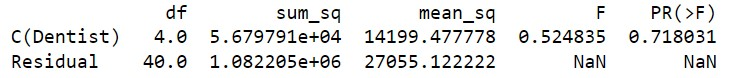 df sum_sq mean_sq F PR(>F)
C(Dentist) 4.0 5.679791e+04 14199.477778 0.524835 0.718031
Residual 40.0 1.082205e+06 27055.122222 NaN NaN